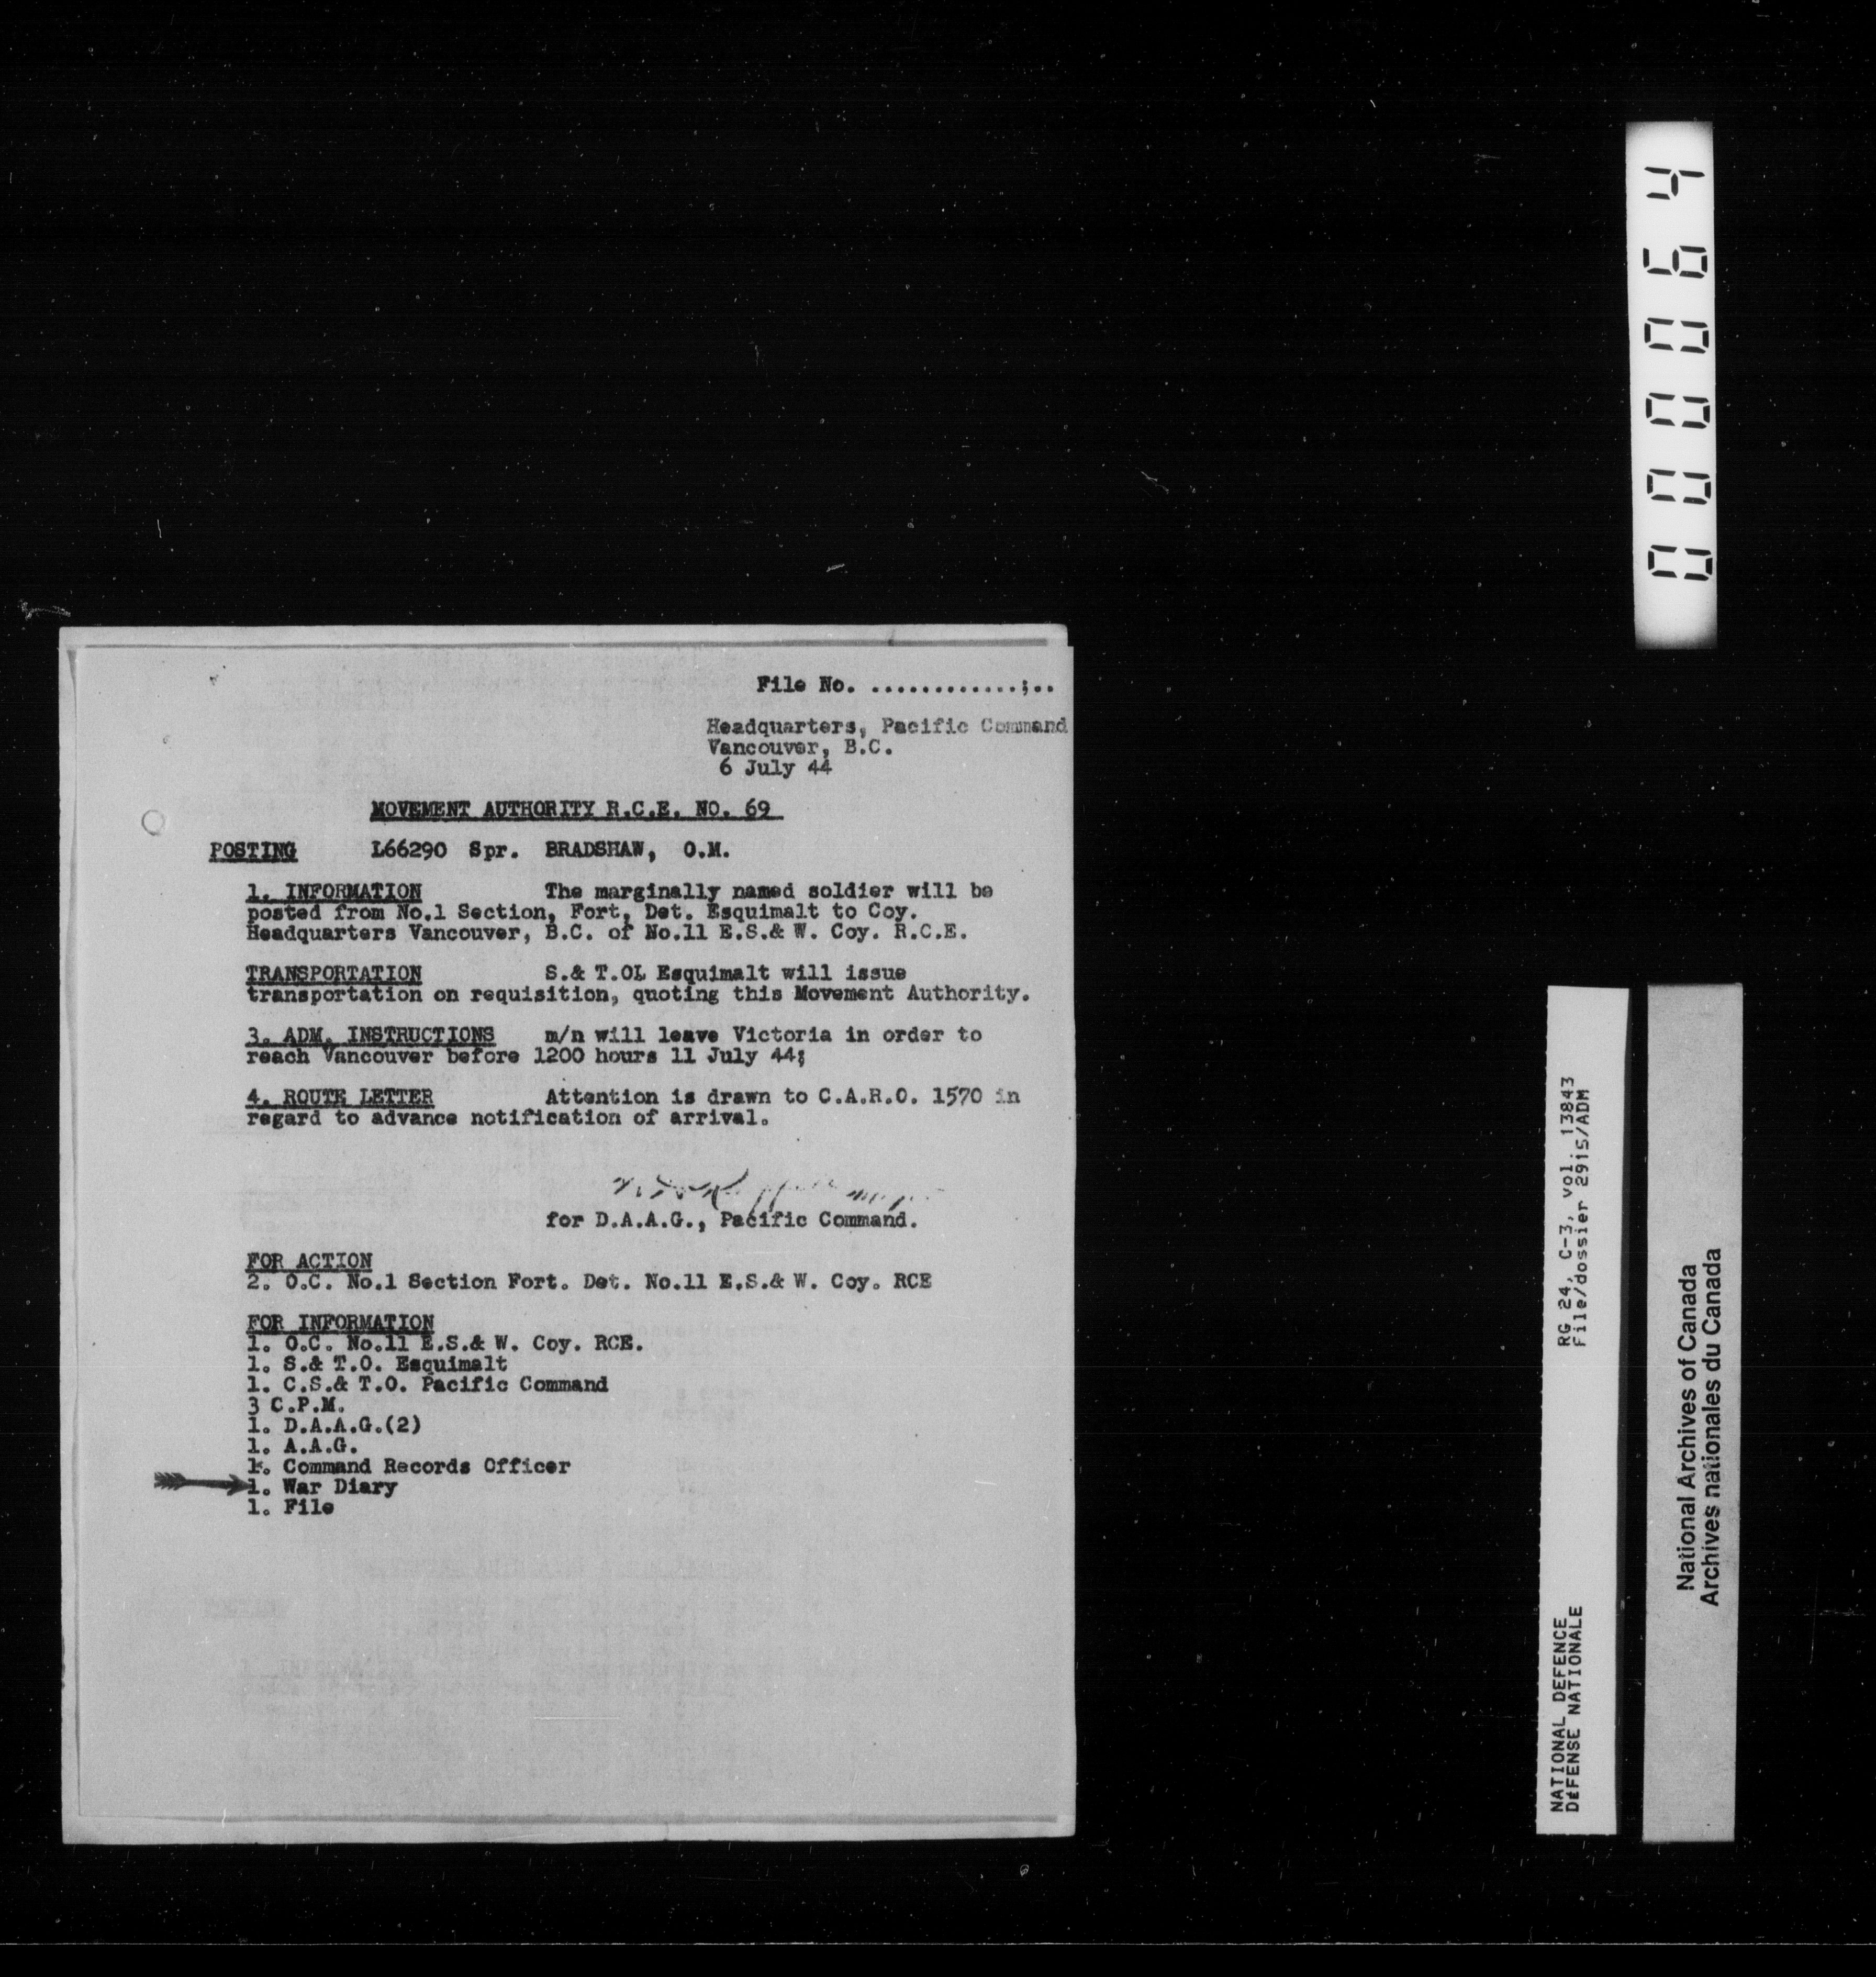 File No. .............;..
Headquarters, Pacific Command
Vancouver, B.C.
6 July 44
MOVEMENT AUTHORITY R.C.E. NO. 69
POSTING L66290 Spr. BRADSHAW, O.M.
1. INFORMATION The marginally named soldier will be
posted from No.1 Section, Fort, Det. Esquimalt to Coy.
Headquarters Vancouver, B.C. of No.11 E.S.& W. Coy. R.C.E.
TRANSPORTATION S.& T.OL Esquimalt will issue
transportation on requisition, quoting this Movement Authority.
3. ADM. INSTRUCTIONS m/n will leave Victoria in order to
reach Vancouver before 1200 hours 11 July 44;
4. ROUTE LETTER Attention is drawn to C.A.R.O. 1570 in
regard to advance notification of arrival.
for D.A.A.G., Pacific Command.
FOR ACTION
2. O.C. No.1 Section Fort. Det. No.11 E.S.& W. Coy. RCE
FOR INFORMATION
1. O.C. No.11 E.S.& W. Coy. RCE.
1. S.& T.O. Esquimalt
1. C.S.& T.O. Pacific Command
3 C.P.M.
1. D.A.A.G.(2)
1. A.A.G.
1. Command Records Officer
1. War Diary
1. File
000064
RG 24, C-3, vol. 13843
File/dossier 2915/ADM
NATIONAL DEFENCE
DÉFENSE NATIONALE
National Archives of Canada
Archives nationales du Canada